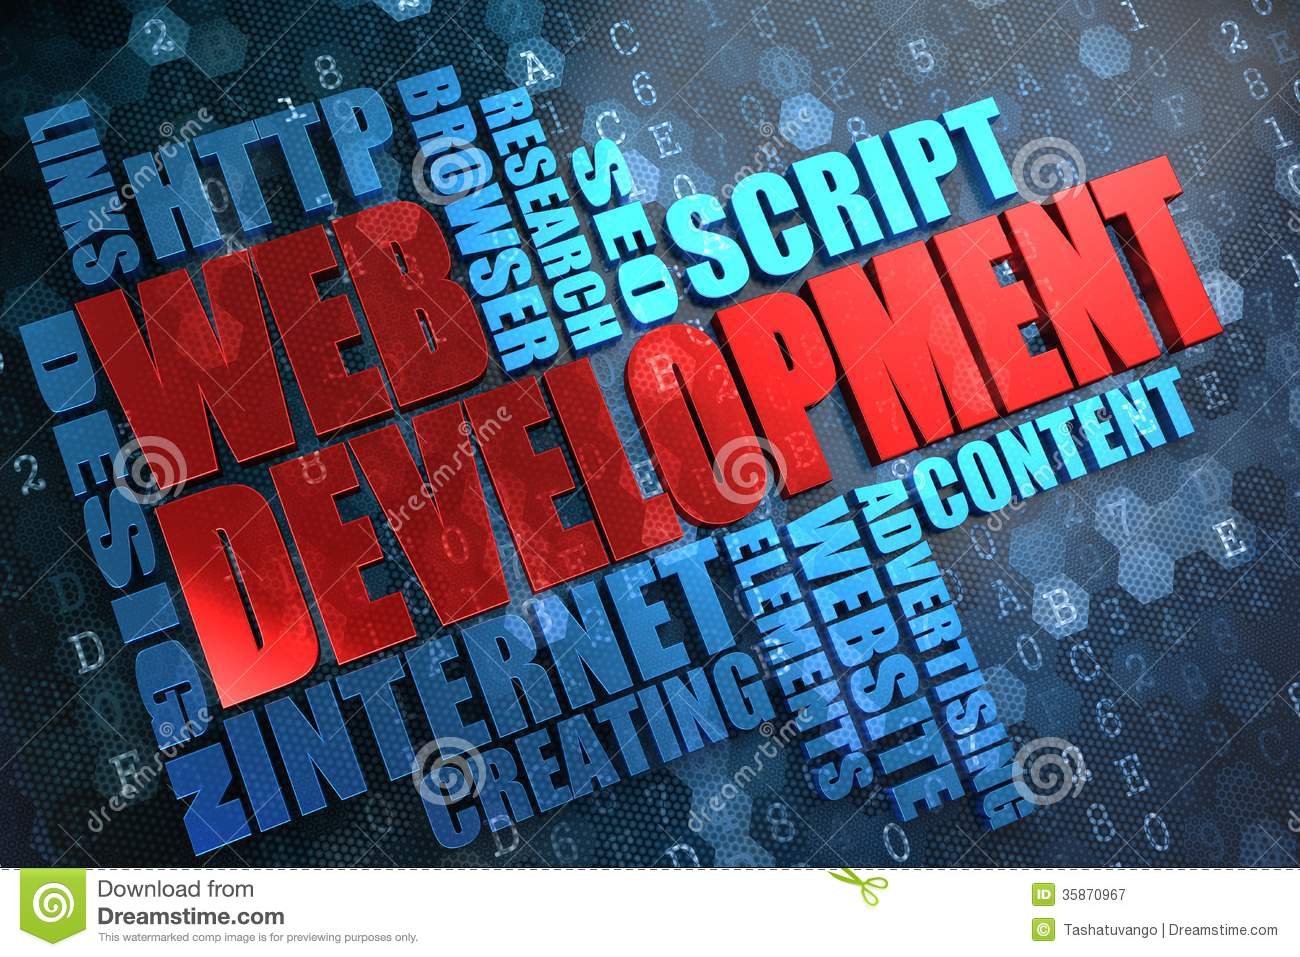 LINKS
HTTP
BROWSER
RESEARCH
SEO
SCRIPT
WEB
DEVELOPMENT
DESIGN
INTERNET
CREATING
ELEMENTS
WEBSITE
ADVERTISING
CONTENT
Download from
Dreamstime.com
This watermarked comp image is for previewing purposes only.
ID 35870967
© Tashatuvango | Dreamstime.com